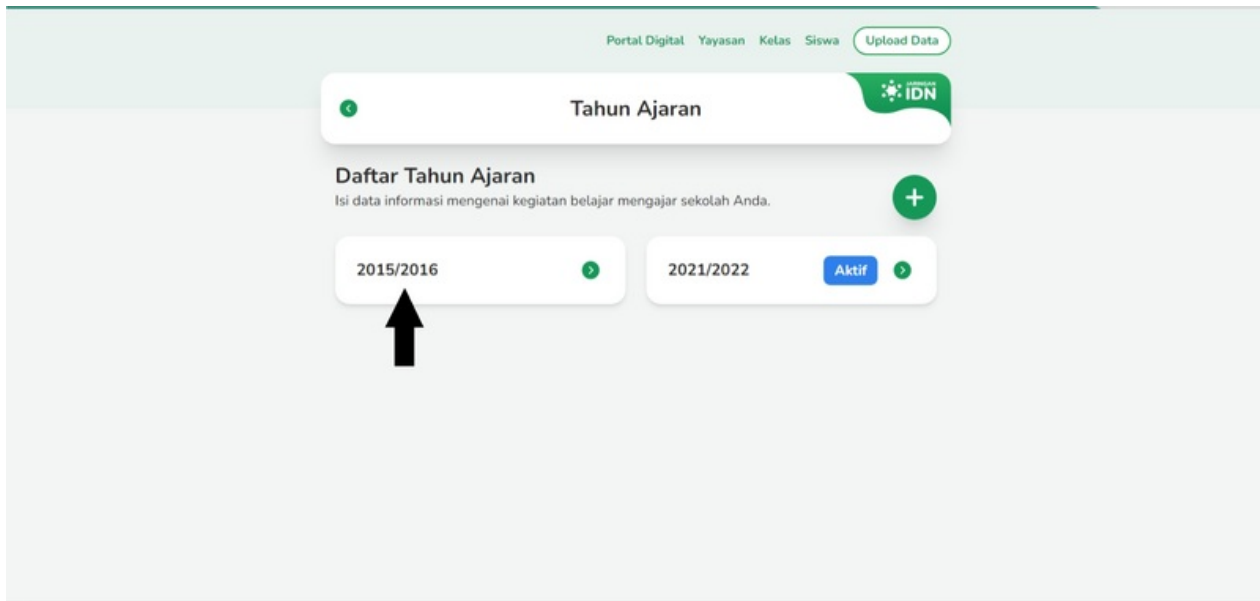 Portal Digital Yayasan Kelas Siswa Upload Data
Tahun Ajaran
JARINGAN
IDN
Daftar Tahun Ajaran
Isi data informasi mengenai kegiatan belajar mengajar sekolah Anda.
2015/2016
2021/2022 Aktif